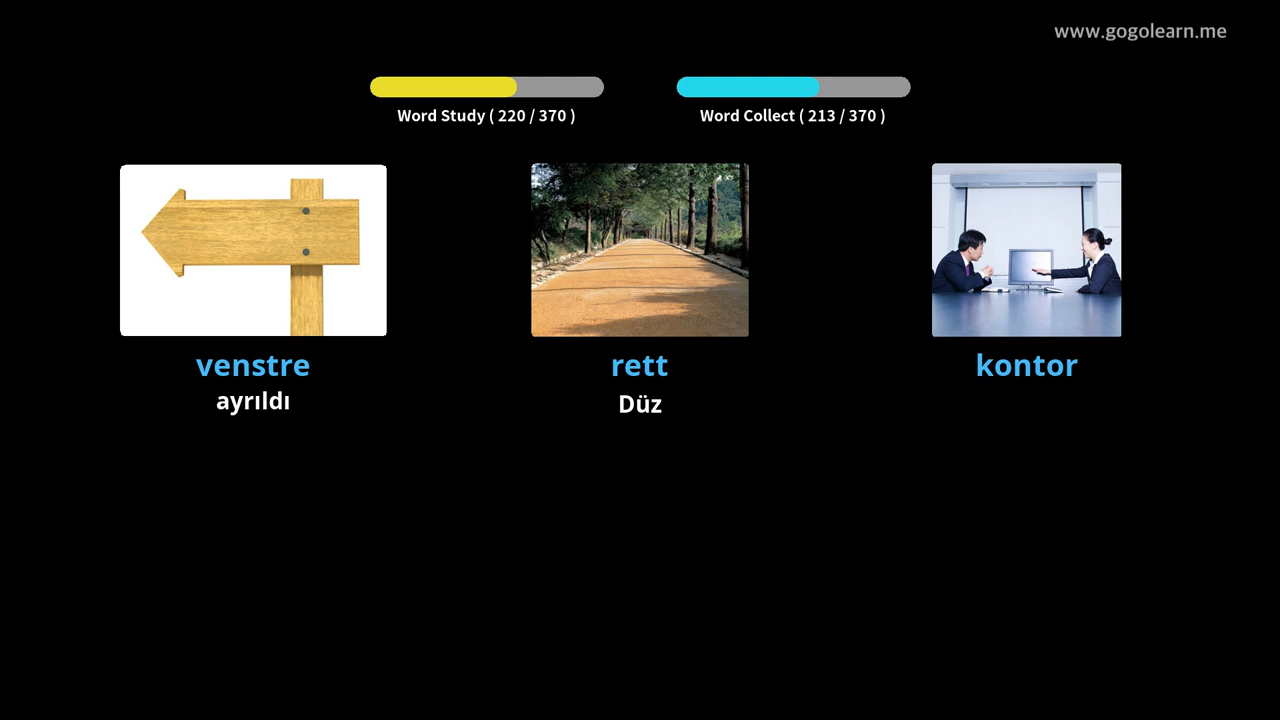 www.gogolearn.me
Word Study ( 220 / 370 )
Word Collect ( 213 / 370 )
venstre
ayrıldı
rett
Düz
kontor